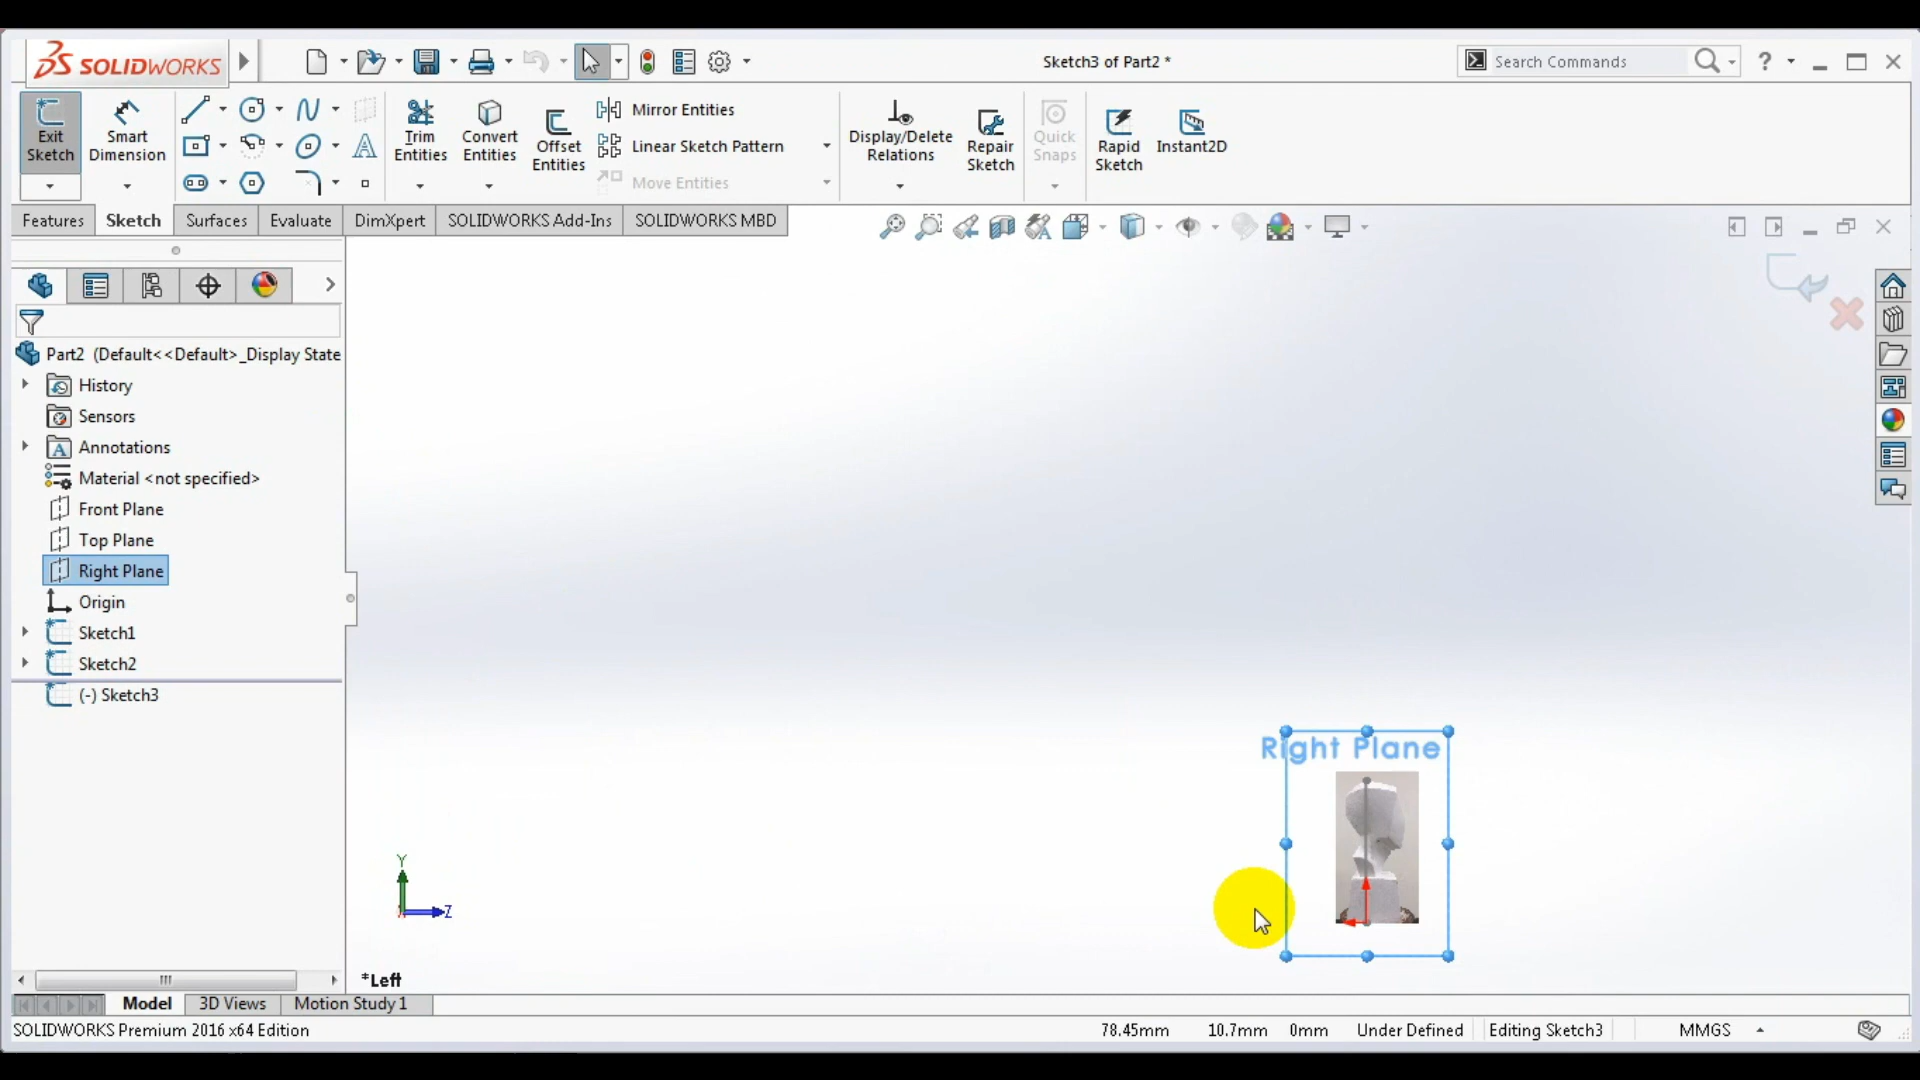 SOLIDWORKS
Sketch3 of Part2 *
Search Commands
?
Exit Sketch
Smart Dimension
Trim Entities
Convert Entities
Offset Entities
Mirror Entities
Linear Sketch Pattern
Move Entities
Display/Delete Relations
Repair Sketch
Quick Snaps
Rapid Sketch
Instant2D
Features
Sketch
Surfaces
Evaluate
DimXpert
SOLIDWORKS Add-Ins
SOLIDWORKS MBD
Part2 (Default<<Default>_Display State
History
Sensors
Annotations
Material <not specified>
Front Plane
Top Plane
Right Plane
Origin
Sketch1
Sketch2
(-) Sketch3
Right Plane
Y
Z
*Left
Model
3D Views
Motion Study 1
SOLIDWORKS Premium 2016 x64 Edition
78.45mm
10.7mm
0mm
Under Defined
Editing Sketch3
MMGS